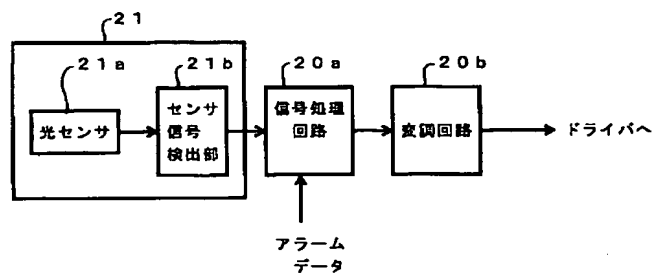 21
21a
21b
20a
20b
光センサ
センサ
信号
検出部
信号処理
回路
変調回路
ドライバへ
アラーム
データ